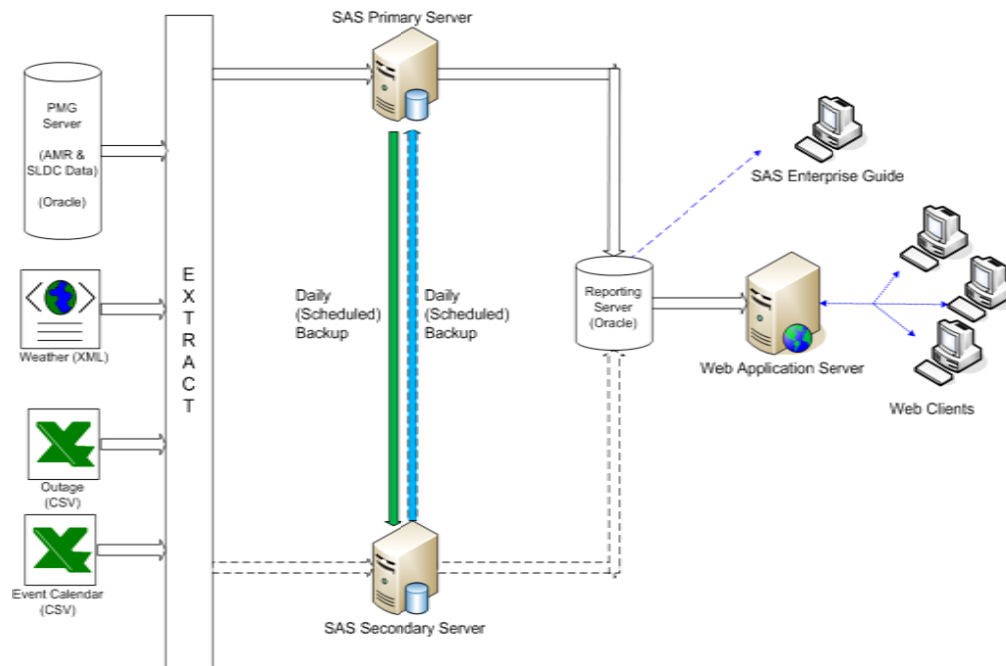 SAS Primary Server
PMG
Server
(AMR &
SLDC Data)
(Oracle)
Weather (XML)
Outage
(CSV)
Event Calendar
(CSV)
E
X
T
R
A
C
T
Daily
(Scheduled)
Backup
Daily
(Scheduled)
Backup
SAS Secondary Server
Reporting
Server
(Oracle)
SAS Enterprise Guide
Web Application Server
Web Clients